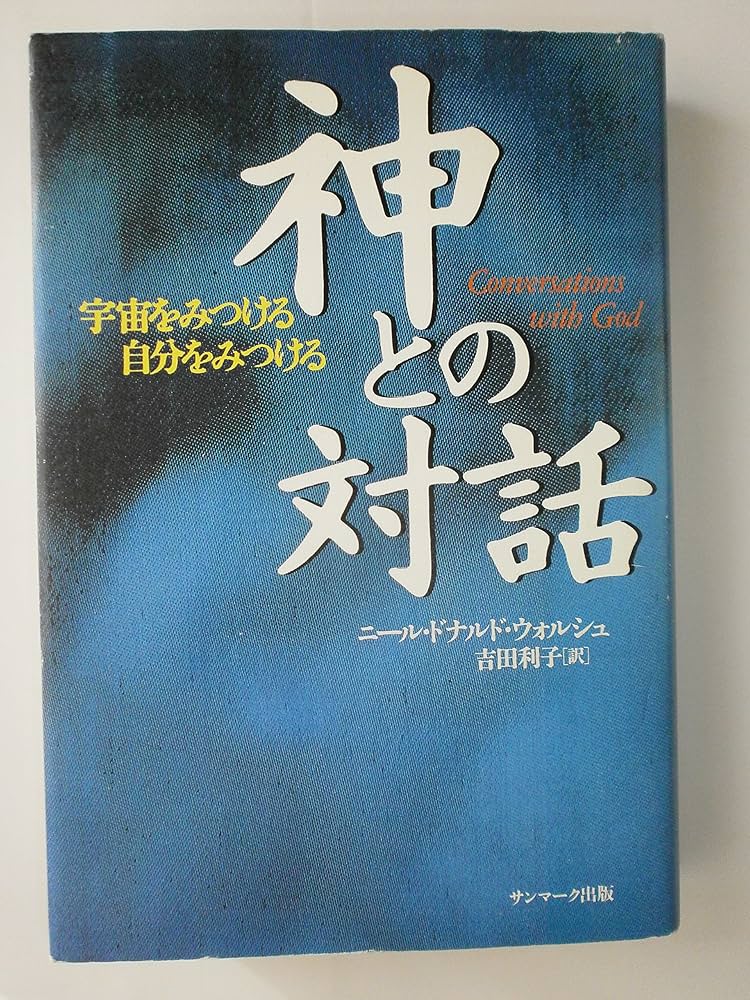 神
との
対話
Conversations
with God
宇宙をみつける
自分をみつける
ニール・ドナルド・ウォルシュ
吉田利子[訳]
サンマーク出版